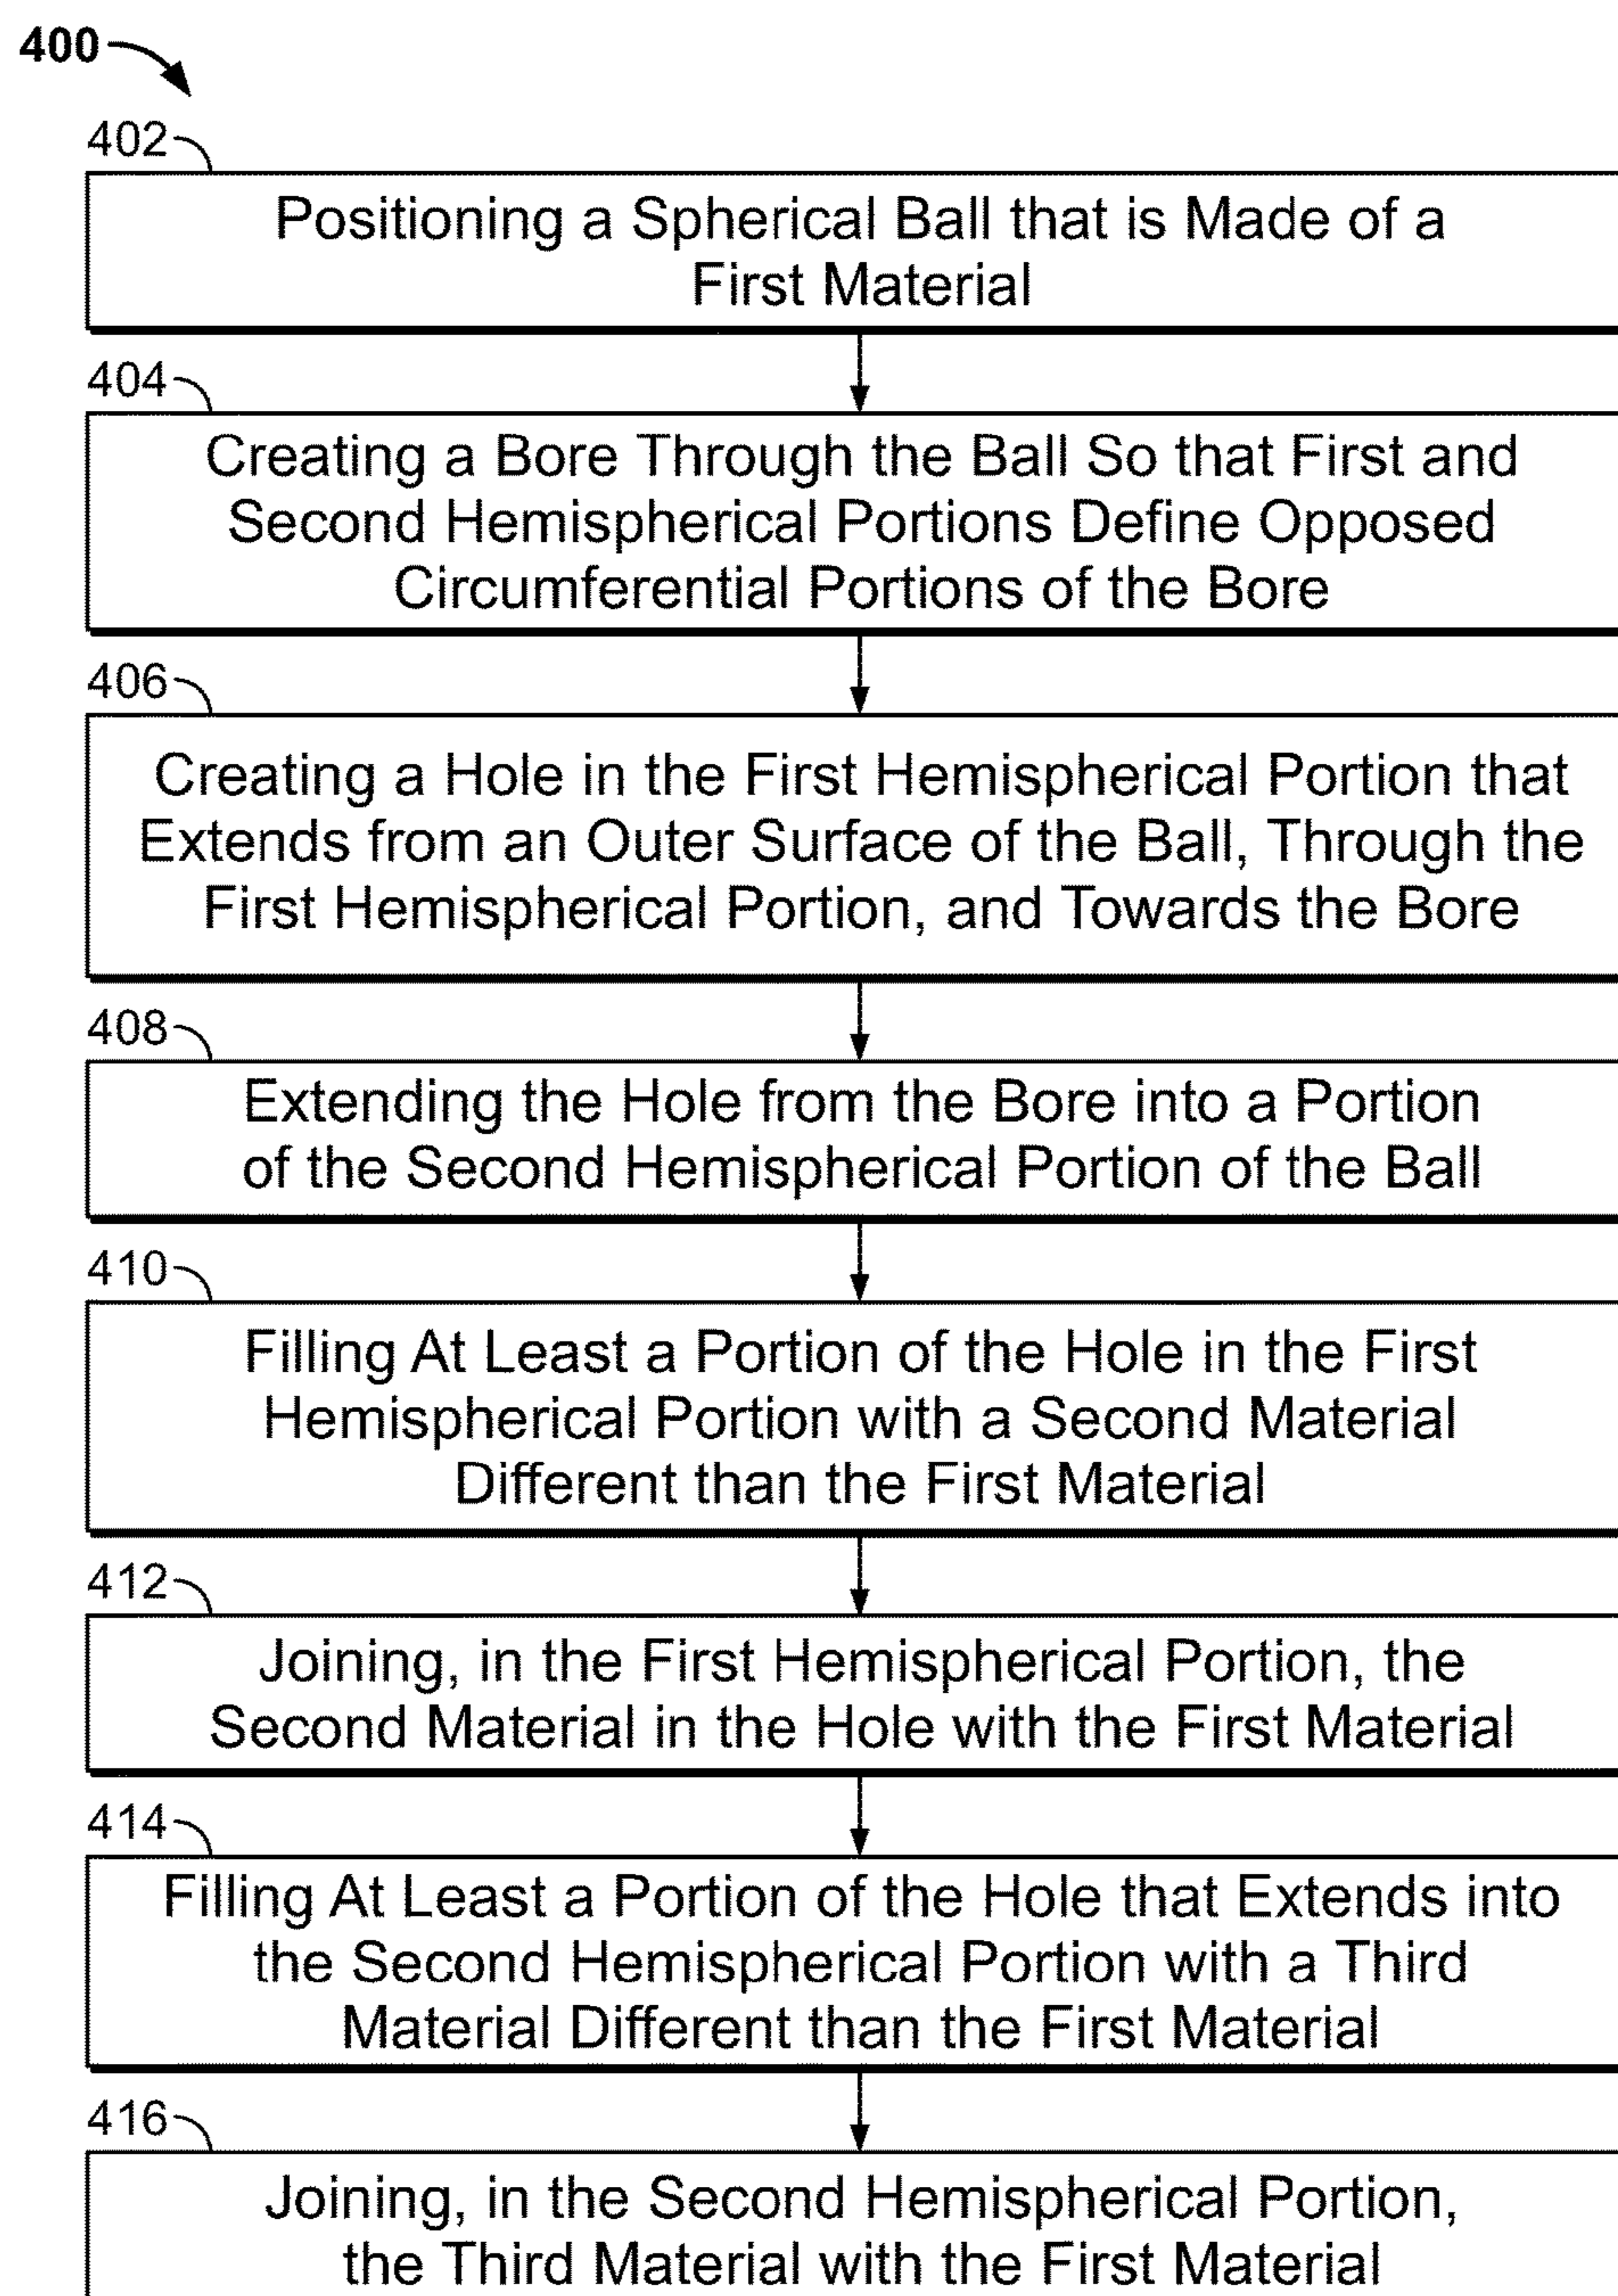 400
402
Positioning a Spherical Ball that is Made of a
First Material
404
Creating a Bore Through the Ball So that First and
Second Hemispherical Portions Define Opposed
Circumferential Portions of the Bore
406
Creating a Hole in the First Hemispherical Portion that
Extends from an Outer Surface of the Ball, Through the
First Hemispherical Portion, and Towards the Bore
408
Extending the Hole from the Bore into a Portion
of the Second Hemispherical Portion of the Ball
410
Filling At Least a Portion of the Hole in the First
Hemispherical Portion with a Second Material
Different than the First Material
412
Joining, in the First Hemispherical Portion, the
Second Material in the Hole with the First Material
414
Filling At Least a Portion of the Hole that Extends into
the Second Hemispherical Portion with a Third
Material Different than the First Material
416
Joining, in the Second Hemispherical Portion,
the Third Material with the First Material